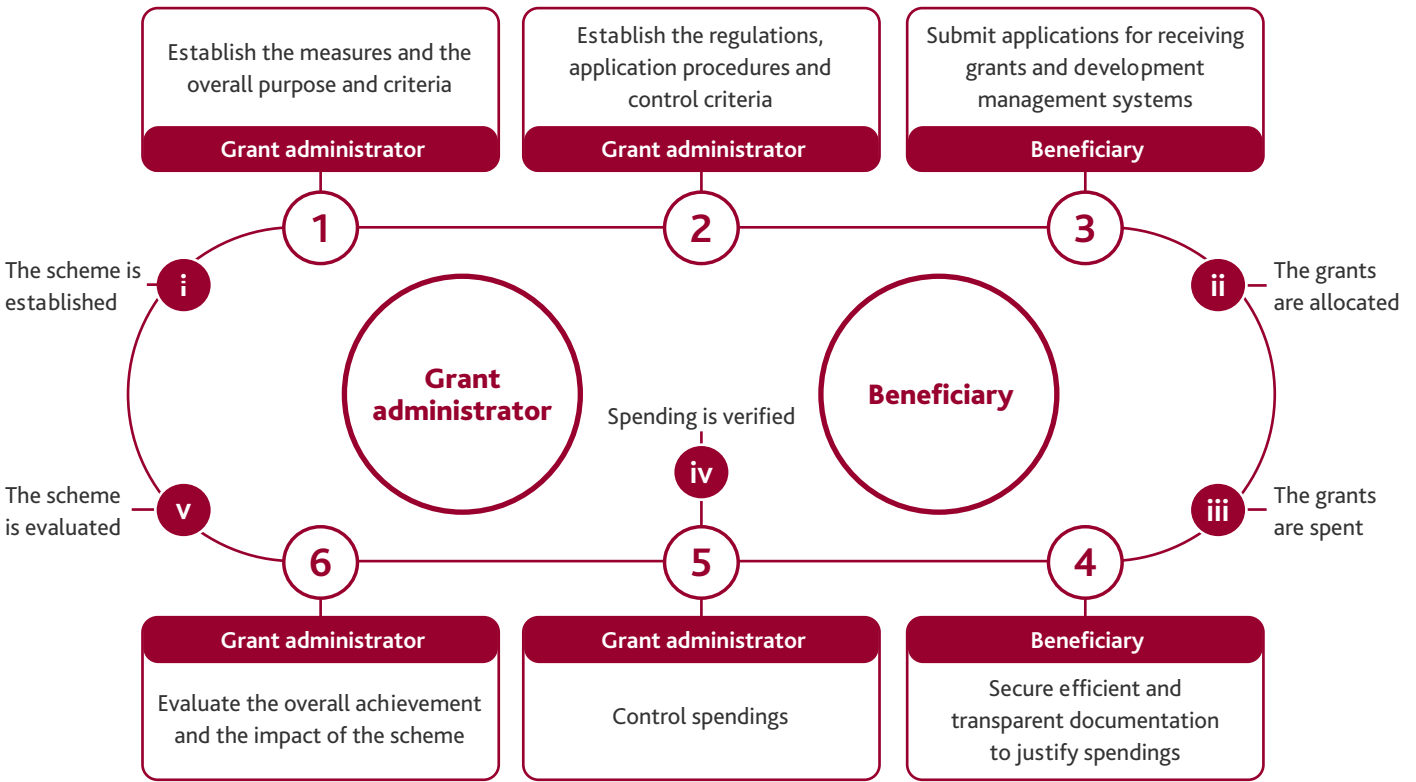 Establish the measures and the
overall purpose and criteria
Grant administrator
Establish the regulations,
application procedures and
control criteria
Grant administrator
Submit applications for receiving
grants and development
management systems
Beneficiary
1
2
3
The scheme is
established
i
ii
The grants
are allocated
Grant
administrator
Beneficiary
Spending is verified
iv
The scheme
is evaluated
v
iii
The grants
are spent
6
5
4
Grant administrator
Evaluate the overall achievement
and the impact of the scheme
Grant administrator
Control spendings
Beneficiary
Secure efficient and
transparent documentation
to justify spendings